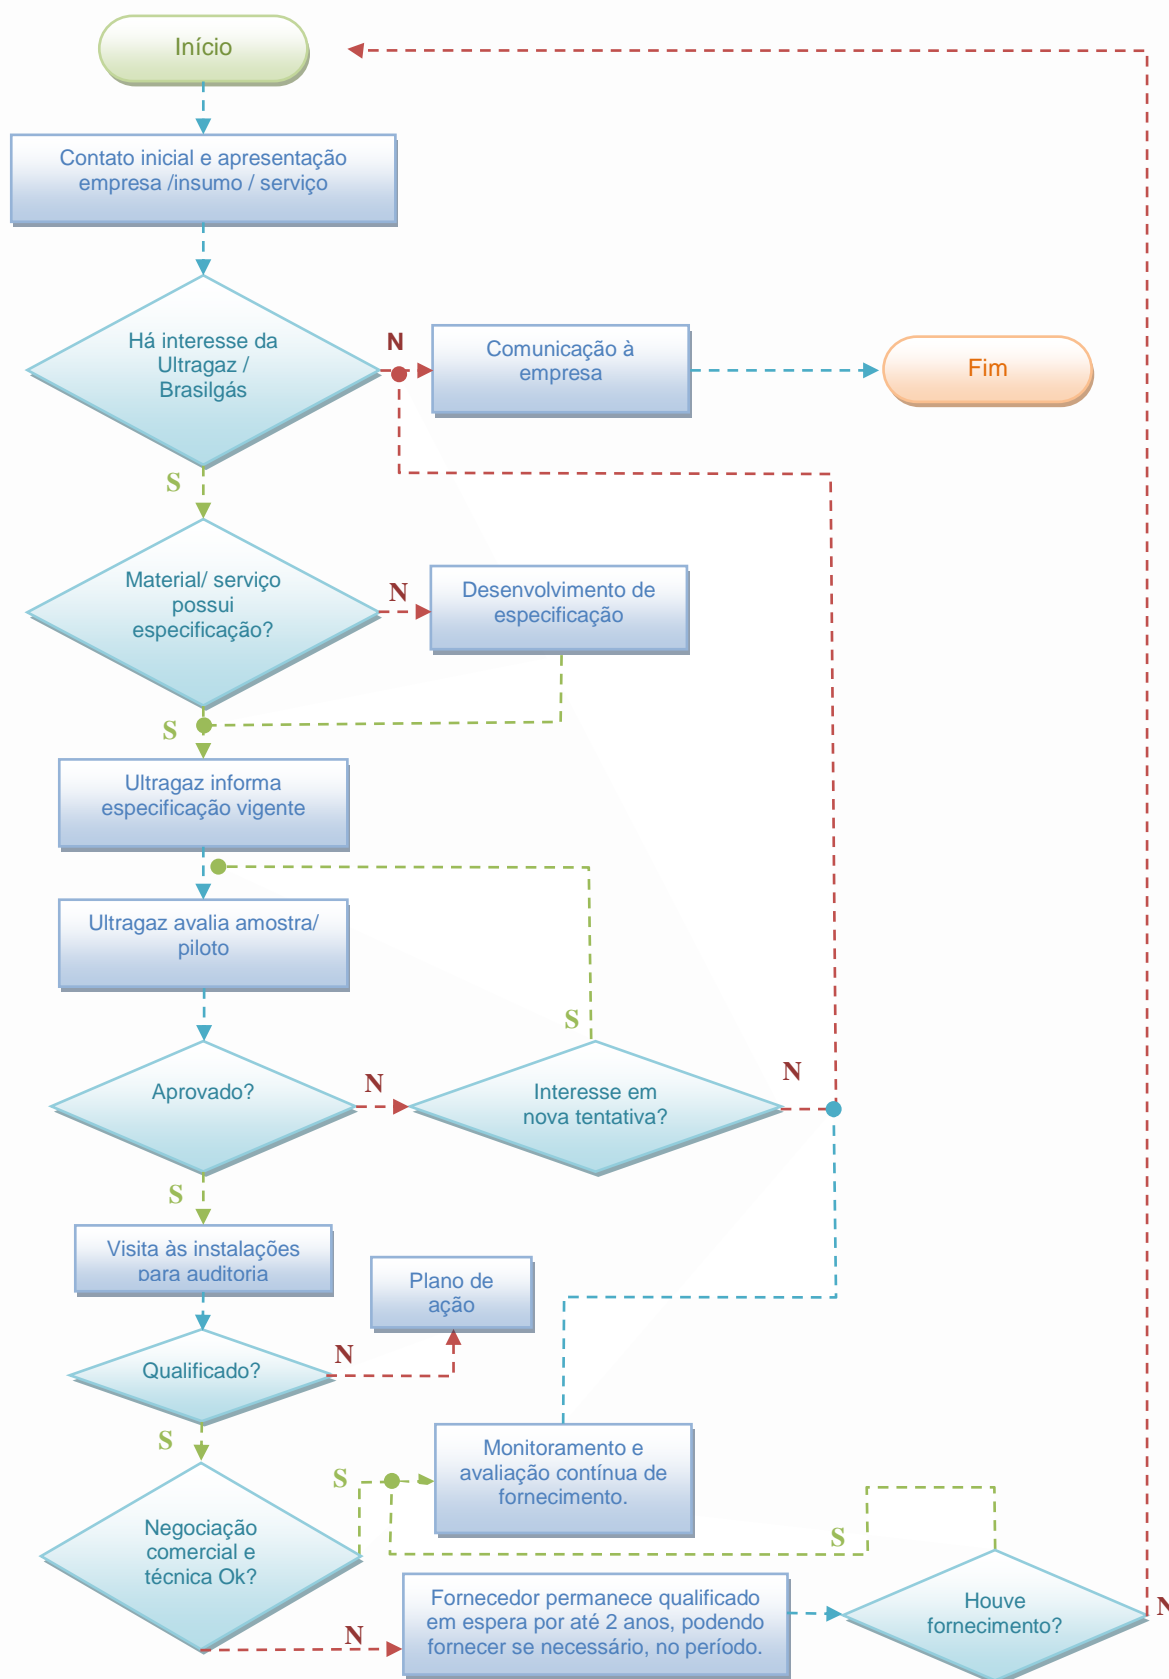 Início
Contato inicial e apresentação
empresa /insumo / serviço
Há interesse da
Ultragaz /
Brasilgás
N
Comunicação à
empresa
Fim
S
Material/ serviço
possui
especificação?
N
Desenvolvimento de
especificação
S
Ultragaz informa
especificação vigente
Ultragaz avalia amostra/
piloto
S
Aprovado?
N
Interesse em
nova tentativa?
N
S
Visita às instalações
para auditoria
Plano de
ação
Qualificado?
N
S
Negociação
comercial e
técnica Ok?
S
Monitoramento e
avaliação contínua de
fornecimento.
S
N
Fornecedor permanece qualificado
em espera por até 2 anos, podendo
fornecer se necessário, no período.
Houve
fornecimento?
N